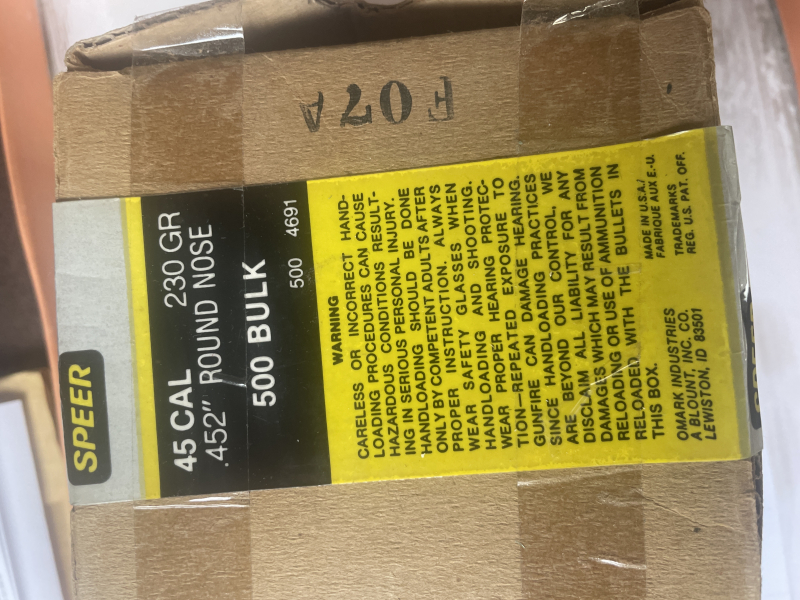 F07A
SPEER
45 CAL 230 GR
.452" ROUND NOSE
500 BULK
500 4691
WARNING
CARELESS OR INCORRECT HAND-
LOADING PROCEDURES CAN CAUSE
HAZARDOUS CONDITIONS RESULT-
ING IN SERIOUS PERSONAL INJURY.
HANDLOADING SHOULD BE DONE
ONLY BY COMPETENT ADULTS AFTER
PROPER INSTRUCTION. ALWAYS
WEAR SAFETY GLASSES WHEN
HANDLOADING AND SHOOTING.
WEAR PROPER HEARING PROTEC-
TION—REPEATED EXPOSURE TO
GUNFIRE CAN DAMAGE HEARING.
SINCE HANDLOADING PRACTICES
ARE BEYOND OUR CONTROL, WE
DISCLAIM ALL LIABILITY FOR ANY
DAMAGES WHICH MAY RESULT FROM
RELOADING OR USE OF AMMUNITION
RELOADED WITH THE BULLETS IN
THIS BOX.
OMARK INDUSTRIES
A BLOUNT, INC. CO.
LEWISTON, ID 83501
MADE IN U.S.A./
FABRIQUE AUX E.-U.
TRADEMARKS
REG. U.S. PAT. OFF.
SPEER